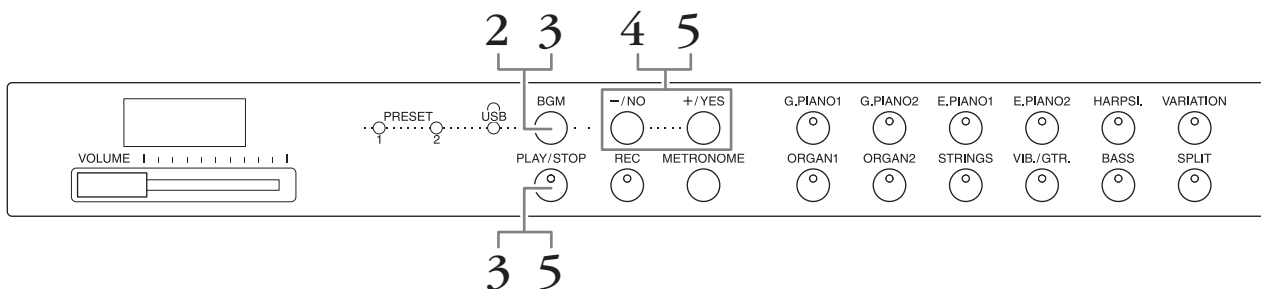 2 3 4 5
BGM −/NO +/YES G.PIANO1 G.PIANO2 E.PIANO1 E.PIANO2 HARPSI. VARIATION
PRESET USB
1 2
VOLUME PLAY/STOP REC METRONOME ORGAN1 ORGAN2 STRINGS VIB./GTR. BASS SPLIT
3 5